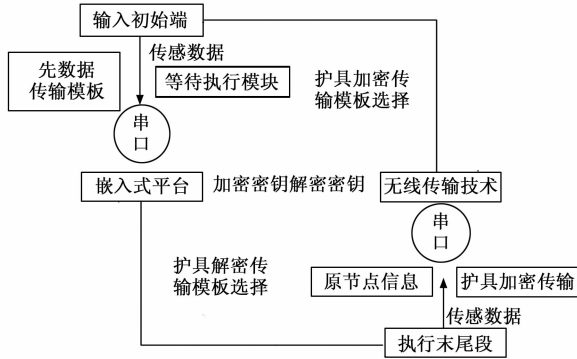 输入初始端
传感数据
先数据
传输模板
等待执行模块
护具加密传
输模板选择
串
口
嵌入式平台
加密密钥解密密钥
无线传输技术
串
口
护具解密传
输模板选择
原节点信息
护具加密传输
传感数据
执行末尾段